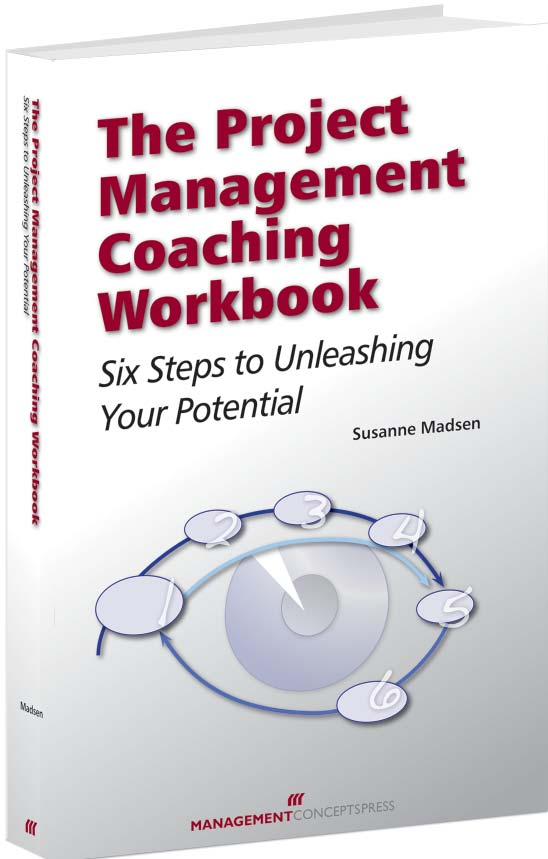 The Project
Management
Coaching
Workbook
Six Steps to Unleashing
Your Potential
Susanne Madsen
1
2
3
4
5
6
MANAGEMENTCONCEPTSPRESS
The Project Management Coaching Workbook
Six Steps to Unleashing Your Potential
Madsen